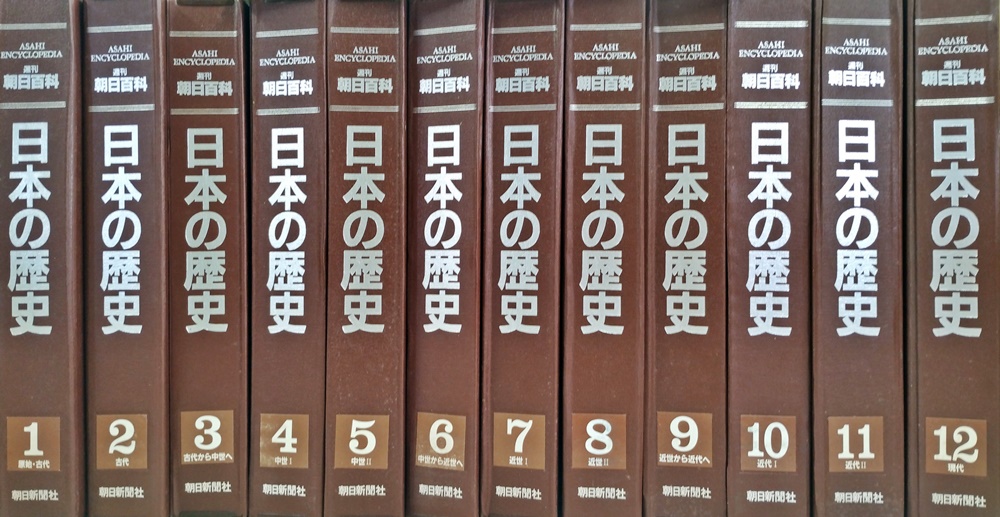 ASAHI
ENCYCLOPEDIA
週刊
朝日百科
日本の歴史
1
原始・古代
朝日新聞社
ASAHI
ENCYCLOPEDIA
週刊
朝日百科
日本の歴史
2
古代
朝日新聞社
ASAHI
ENCYCLOPEDIA
週刊
朝日百科
日本の歴史
3
古代から中世へ
朝日新聞社
ASAHI
ENCYCLOPEDIA
週刊
朝日百科
日本の歴史
4
中世I
朝日新聞社
ASAHI
ENCYCLOPEDIA
週刊
朝日百科
日本の歴史
5
中世II
朝日新聞社
ASAHI
ENCYCLOPEDIA
週刊
朝日百科
日本の歴史
6
中世から近世へ
朝日新聞社
ASAHI
ENCYCLOPEDIA
週刊
朝日百科
日本の歴史
7
近世I
朝日新聞社
ASAHI
ENCYCLOPEDIA
週刊
朝日百科
日本の歴史
8
近世II
朝日新聞社
ASAHI
ENCYCLOPEDIA
週刊
朝日百科
日本の歴史
9
近世から近代へ
朝日新聞社
ASAHI
ENCYCLOPEDIA
週刊
朝日百科
日本の歴史
10
近代I
朝日新聞社
ASAHI
ENCYCLOPEDIA
週刊
朝日百科
日本の歴史
11
近代II
朝日新聞社
ASAHI
ENCYCLOPEDIA
週刊
朝日百科
日本の歴史
12
現代
朝日新聞社